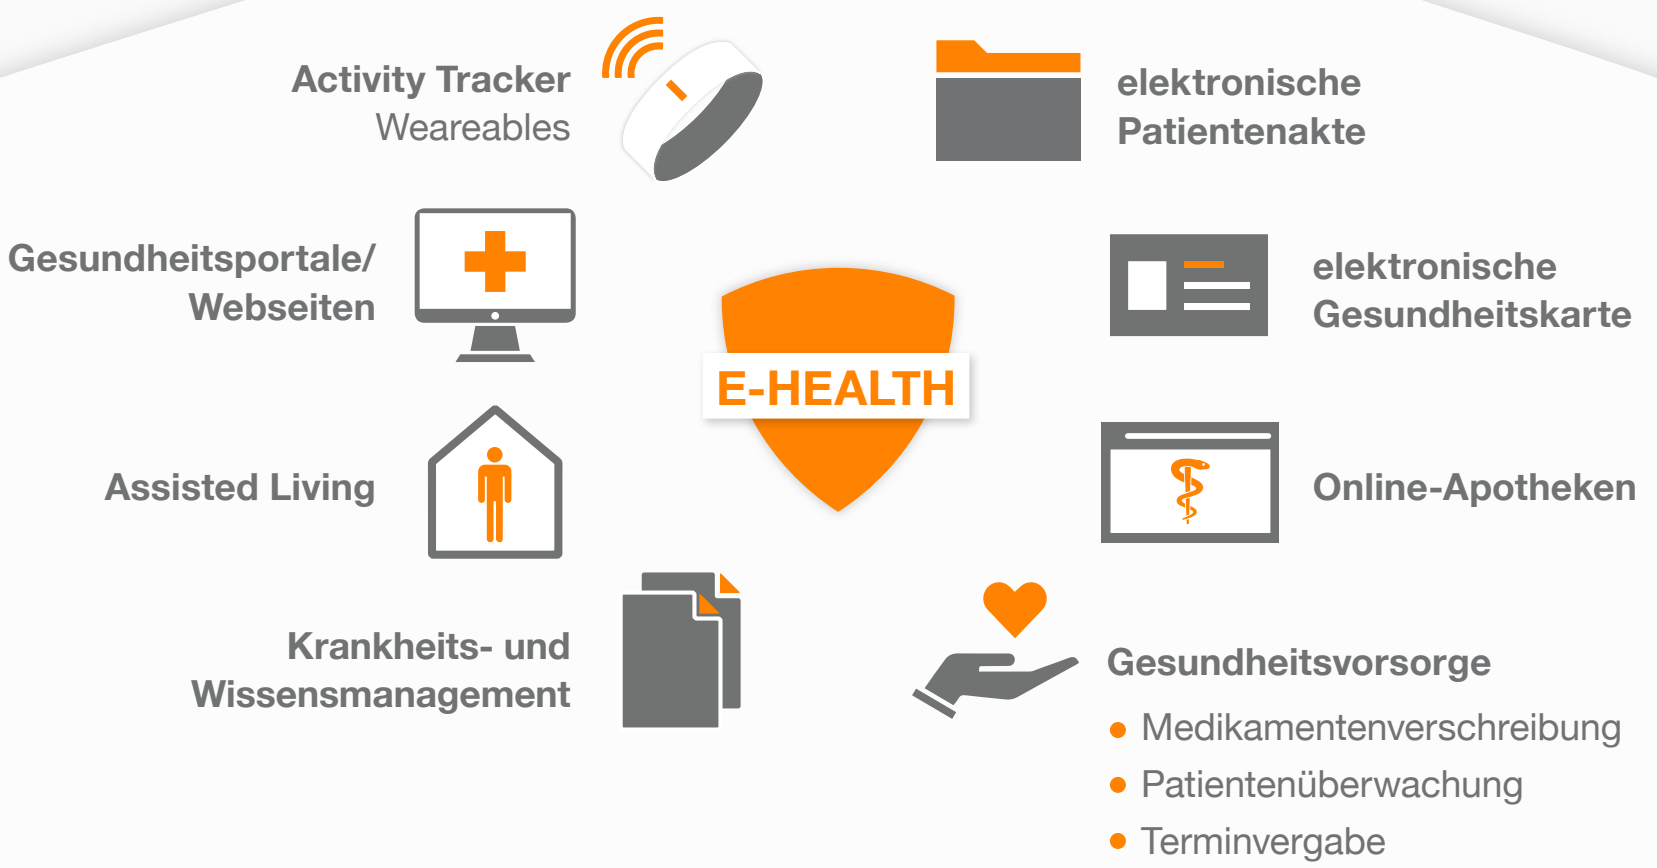 Activity Tracker
Weareables
elektronische
Patientenakte
Gesundheitsportale/
Webseiten
elektronische
Gesundheitskarte
E-HEALTH
Assisted Living
Online-Apotheken
Krankheits- und
Wissensmanagement
Gesundheitsvorsorge
Medikamentenverschreibung
Patientenüberwachung
Terminvergabe